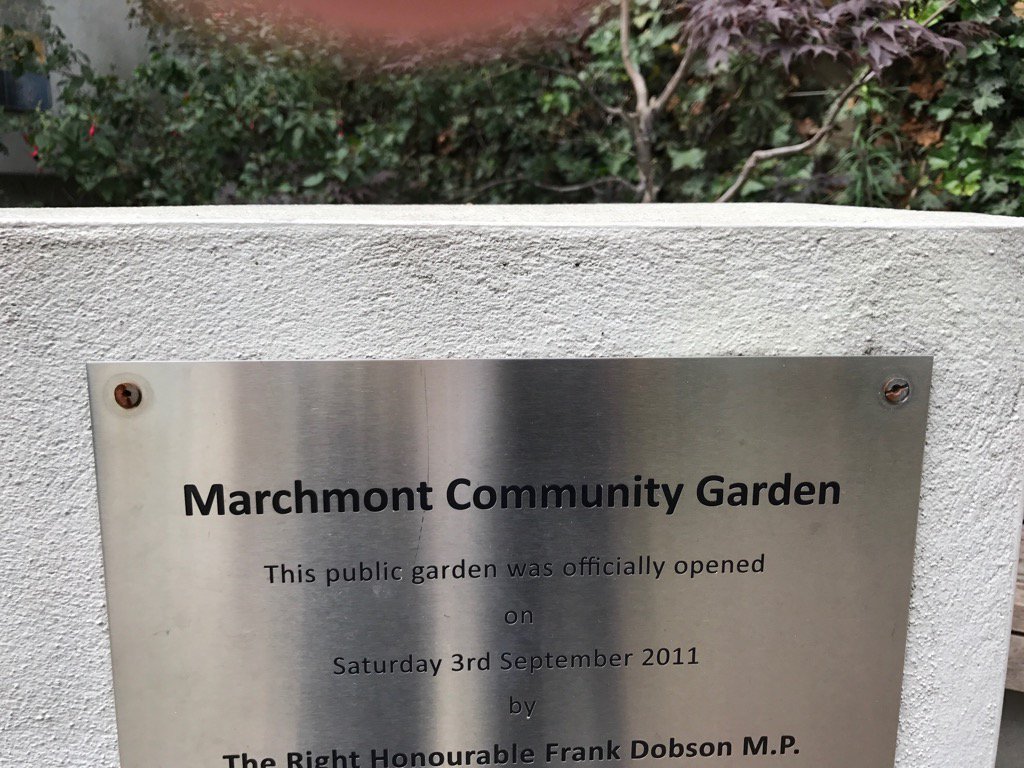 Marchmont Community Garden
This public garden was officially opened
on
Saturday 3rd September 2011
by
The Right Honourable Frank Dobson M.P.